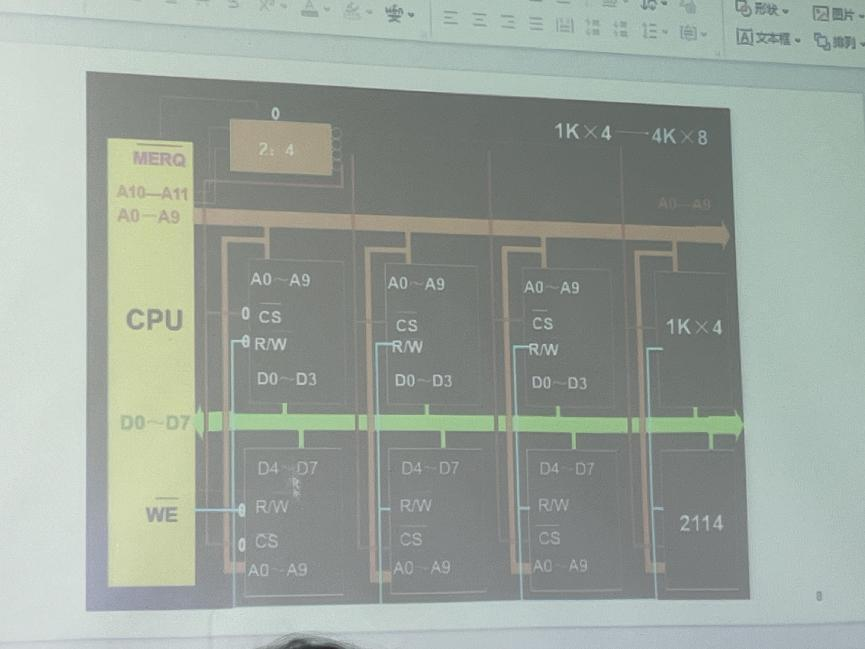 形状
图片
文本框
排列
0
2：4
1K×4 — 4K×8
MERQ
A10—A11
A0—A9
A0—A9
CPU
D0～D7
WE
A0～A9
0 CS
0 R/W
D0～D3
A0～A9
CS
R/W
D0～D3
A0～A9
CS
R/W
D0～D3
1K×4
D4～D7
0 R/W
0 CS
A0～A9
D4～D7
R/W
CS
A0～A9
D4～D7
R/W
CS
A0～A9
2114
8